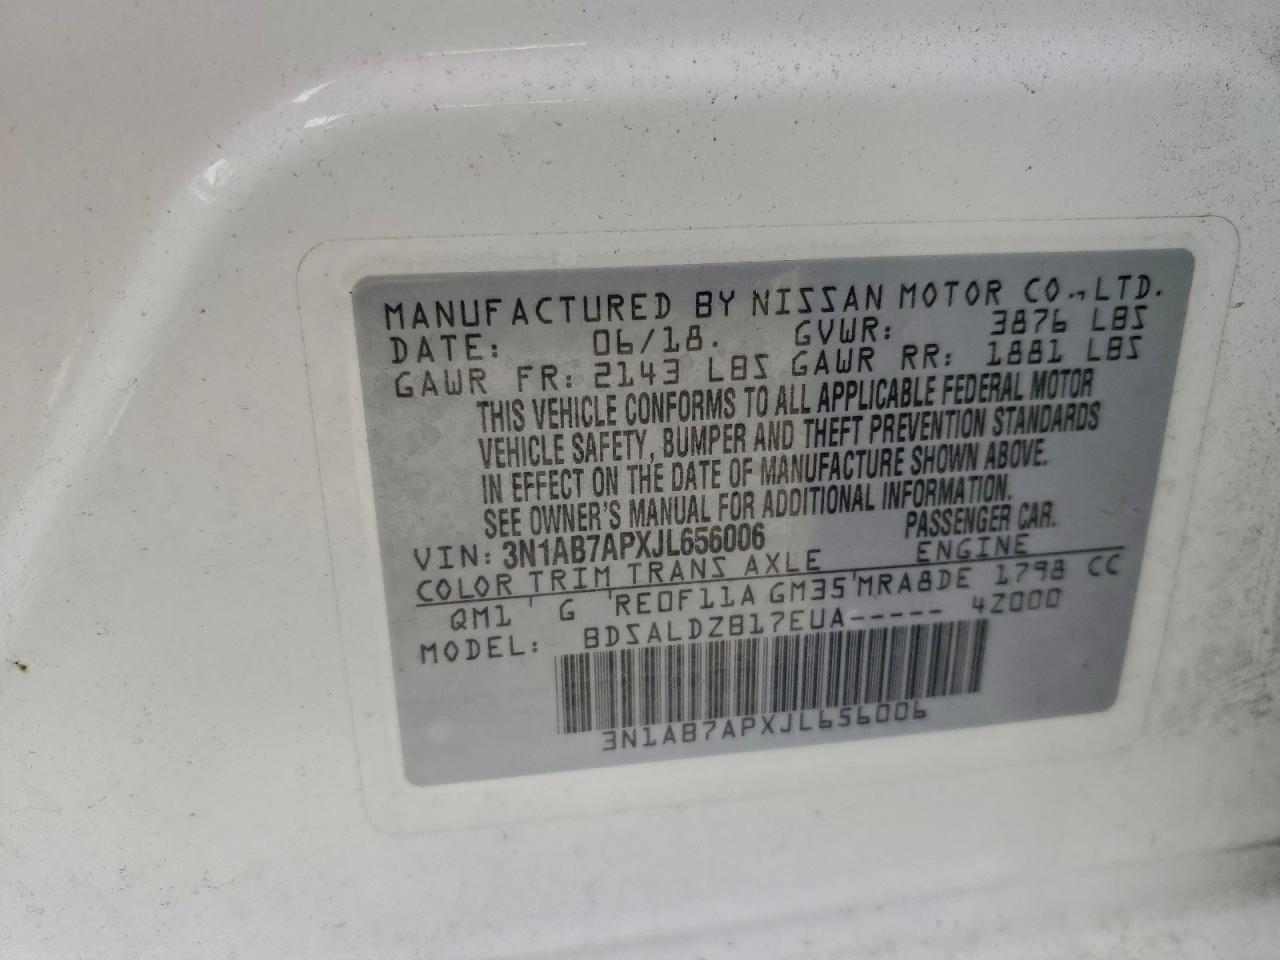 MANUFACTURED BY NISSAN MOTOR CO., LTD.
DATE: 06/18. GVWR: 3876 LBS
GAWR FR: 2143 LBS GAWR RR: 1881 LBS
THIS VEHICLE CONFORMS TO ALL APPLICABLE FEDERAL MOTOR
VEHICLE SAFETY, BUMPER AND THEFT PREVENTION STANDARDS
IN EFFECT ON THE DATE OF MANUFACTURE SHOWN ABOVE.
SEE OWNER'S MANUAL FOR ADDITIONAL INFORMATION.
VIN: 3N1AB7APXJL656006 PASSENGER CAR.
COLOR TRIM TRANS AXLE ENGINE
QM1 ' G ' RE0F11A GM35 ' MRA8DE 1798 CC
MODEL: BDSALDZB17EUA----- 4Z000
3N1AB7APXJL656006